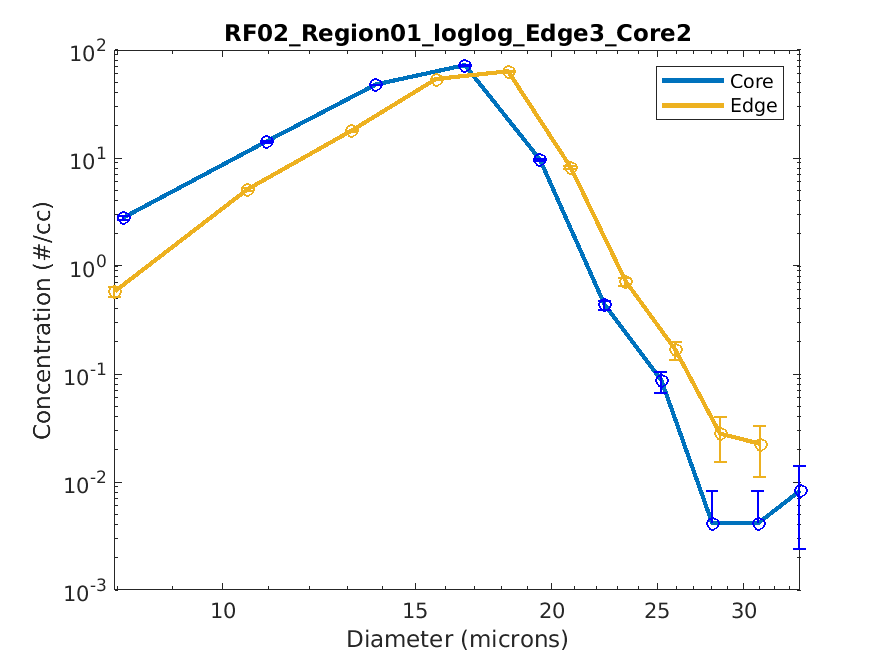 RF02_Region01_loglog_Edge3_Core2
Core
Edge
10^2
10^1
10^0
10^-1
10^-2
10^-3
Concentration (#/cc)
10 15 20 25 30
Diameter (microns)